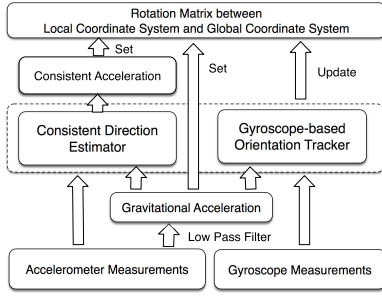 Rotation Matrix between
Local Coordinate System and Global Coordinate System
Set
Consistent Acceleration
Set
Update
Consistent Direction
Estimator
Gyroscope-based
Orientation Tracker
Gravitational Acceleration
Low Pass Filter
Accelerometer Measurements
Gyroscope Measurements